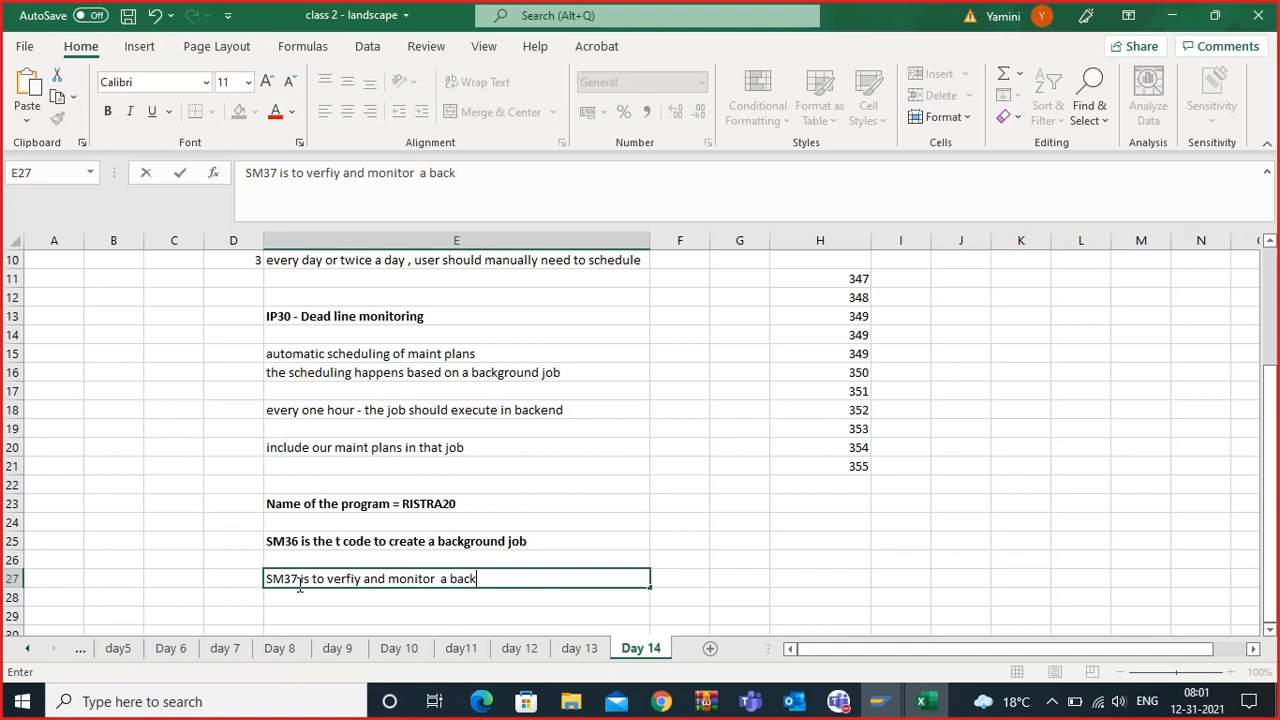 AutoSave Off class 2 - landscape Search (Alt+Q) Yamini Y
File Home Insert Page Layout Formulas Data Review View Help Acrobat Share Comments
Paste Calibri 11 A A Wrap Text General Conditional Formatting Format as Table Cell Styles Insert Delete Format Sort & Filter Find & Select Analyze Data Sensitivity
B I U A Merge & Center % ,
Clipboard Font Alignment Number Styles Cells Editing Analysis Sensitivity
E27 fx SM37 is to verfiy and monitor a back
A B C D E F G H I J K L M N
10 3 every day or twice a day , user should manually need to schedule
11 347
12 348
13 IP30 - Dead line monitoring 349
14 349
15 automatic scheduling of maint plans 349
16 the scheduling happens based on a background job 350
17 351
18 every one hour - the job should execute in backend 352
19 353
20 include our maint plans in that job 354
21 355
22
23 Name of the program = RISTRA20
24
25 SM36 is the t code to create a background job
26
27 SM37 is to verfiy and monitor a back
28
29
30
... day5 Day 6 day 7 Day 8 day 9 Day 10 day11 day 12 day 13 Day 14
Enter 100%
Type here to search 18°C ENG 08:01
12-31-2021